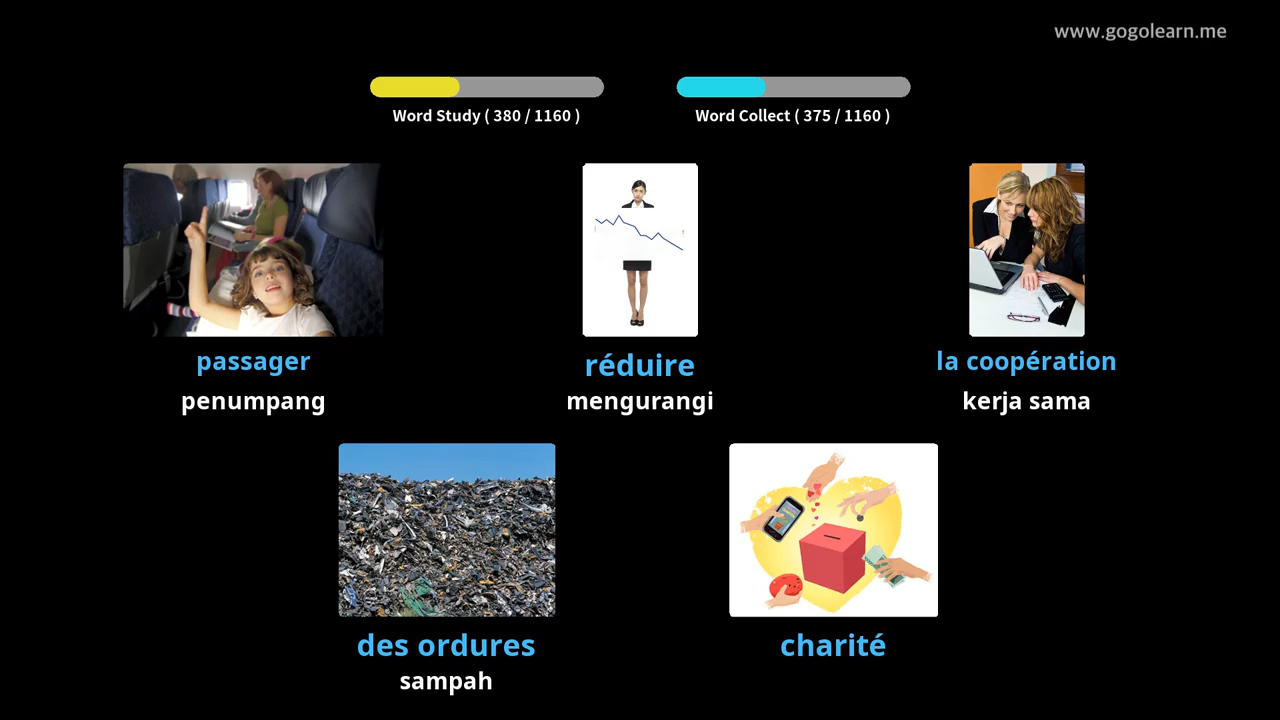 www.gogolearn.me
Word Study ( 380 / 1160 )
Word Collect ( 375 / 1160 )
passager
réduire
la coopération
penumpang
mengurangi
kerja sama
des ordures
charité
sampah